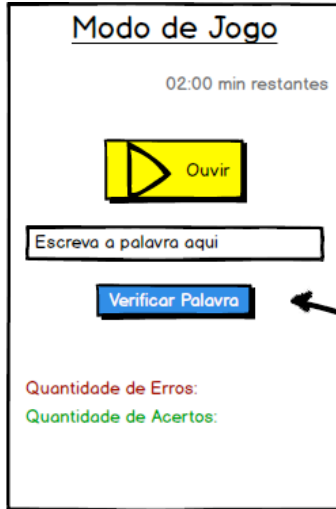 Modo de Jogo
02:00 min restantes
Ouvir
Escreva a palavra aqui
Verificar Palavra
Quantidade de Erros:
Quantidade de Acertos: